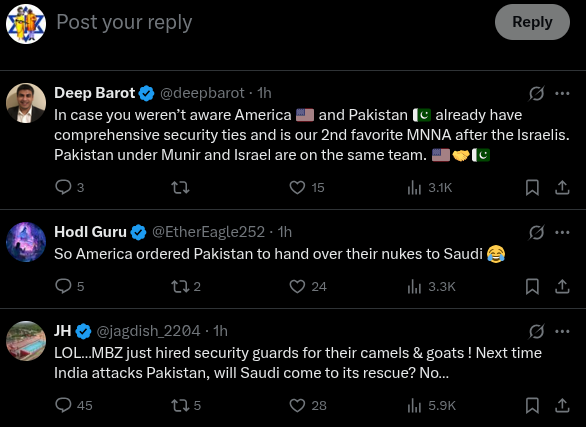 Post your reply
Reply
Deep Barot @deepbarot · 1h
In case you weren't aware America 🇺🇸 and Pakistan 🇵🇰 already have
comprehensive security ties and is our 2nd favorite MNNA after the Israelis.
Pakistan under Munir and Israel are on the same team. 🇺🇸🤝🇵🇰
3 15 3.1K
Hodl Guru @EtherEagle252 · 1h
So America ordered Pakistan to hand over their nukes to Saudi 😂
5 2 24 3.3K
JH @jagdish_2204 · 1h
LOL...MBZ just hired security guards for their camels & goats ! Next time
India attacks Pakistan, will Saudi come to its rescue? No...
45 5 28 5.9K